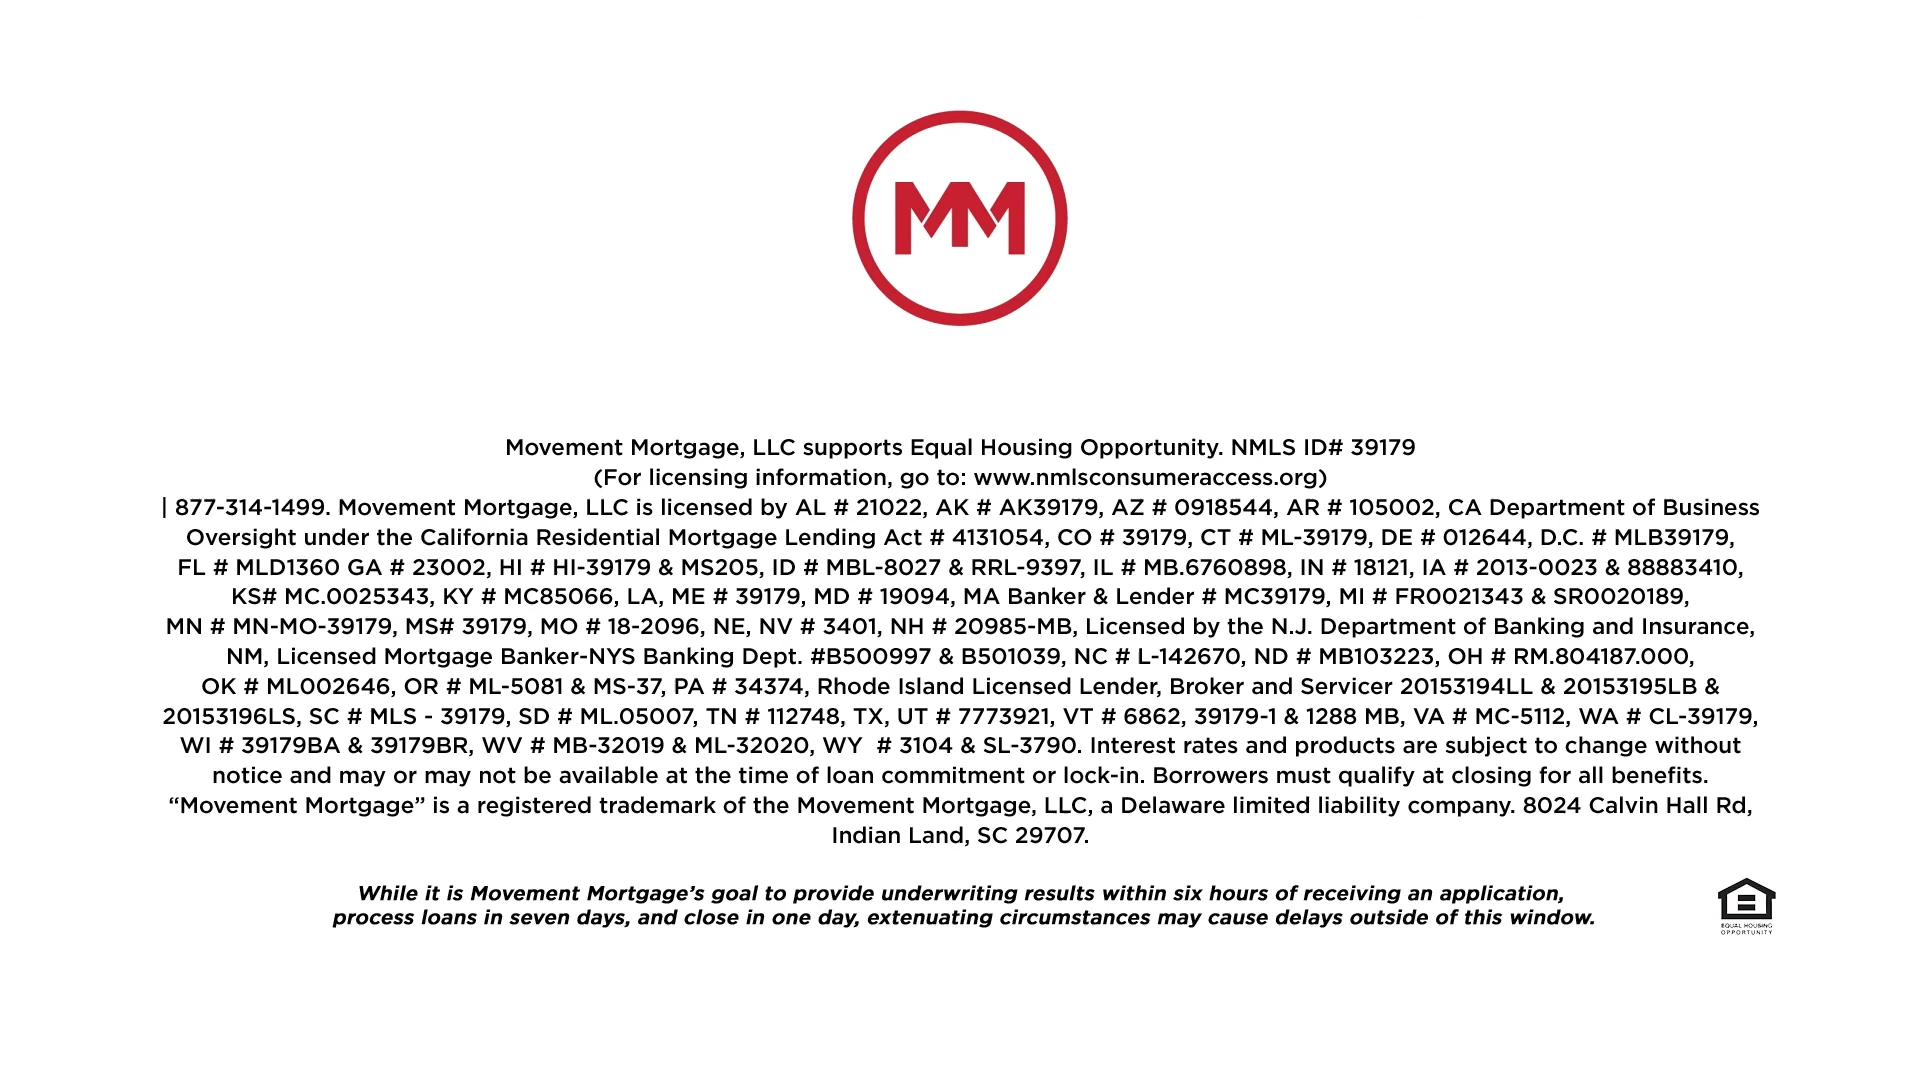 MM
Movement Mortgage, LLC supports Equal Housing Opportunity. NMLS ID# 39179
(For licensing information, go to: www.nmlsconsumeraccess.org)
| 877-314-1499. Movement Mortgage, LLC is licensed by AL # 21022, AK # AK39179, AZ # 0918544, AR # 105002, CA Department of Business
Oversight under the California Residential Mortgage Lending Act # 4131054, CO # 39179, CT # ML-39179, DE # 012644, D.C. # MLB39179,
FL # MLD1360 GA # 23002, HI # HI-39179 & MS205, ID # MBL-8027 & RRL-9397, IL # MB.6760898, IN # 18121, IA # 2013-0023 & 88883410,
KS# MC.0025343, KY # MC85066, LA, ME # 39179, MD # 19094, MA Banker & Lender # MC39179, MI # FR0021343 & SR0020189,
MN # MN-MO-39179, MS# 39179, MO # 18-2096, NE, NV # 3401, NH # 20985-MB, Licensed by the N.J. Department of Banking and Insurance,
NM, Licensed Mortgage Banker-NYS Banking Dept. #B500997 & B501039, NC # L-142670, ND # MB103223, OH # RM.804187.000,
OK # ML002646, OR # ML-5081 & MS-37, PA # 34374, Rhode Island Licensed Lender, Broker and Servicer 20153194LL & 20153195LB &
20153196LS, SC # MLS - 39179, SD # ML.05007, TN # 112748, TX, UT # 7773921, VT # 6862, 39179-1 & 1288 MB, VA # MC-5112, WA # CL-39179,
WI # 39179BA & 39179BR, WV # MB-32019 & ML-32020, WY  # 3104 & SL-3790. Interest rates and products are subject to change without
notice and may or may not be available at the time of loan commitment or lock-in. Borrowers must qualify at closing for all benefits.
“Movement Mortgage” is a registered trademark of the Movement Mortgage, LLC, a Delaware limited liability company. 8024 Calvin Hall Rd,
Indian Land, SC 29707.
While it is Movement Mortgage’s goal to provide underwriting results within six hours of receiving an application,
process loans in seven days, and close in one day, extenuating circumstances may cause delays outside of this window.
EQUAL HOUSING
OPPORTUNITY